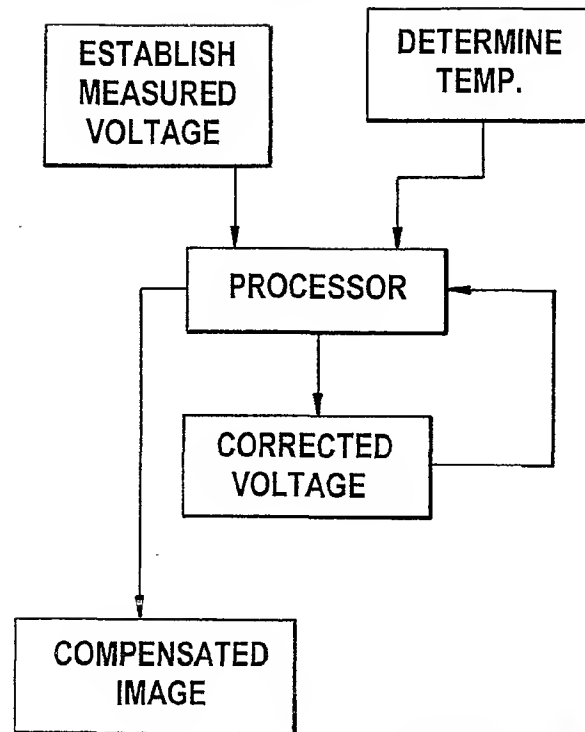 ESTABLISH
MEASURED
VOLTAGE
DETERMINE
TEMP.
PROCESSOR
CORRECTED
VOLTAGE
COMPENSATED
IMAGE